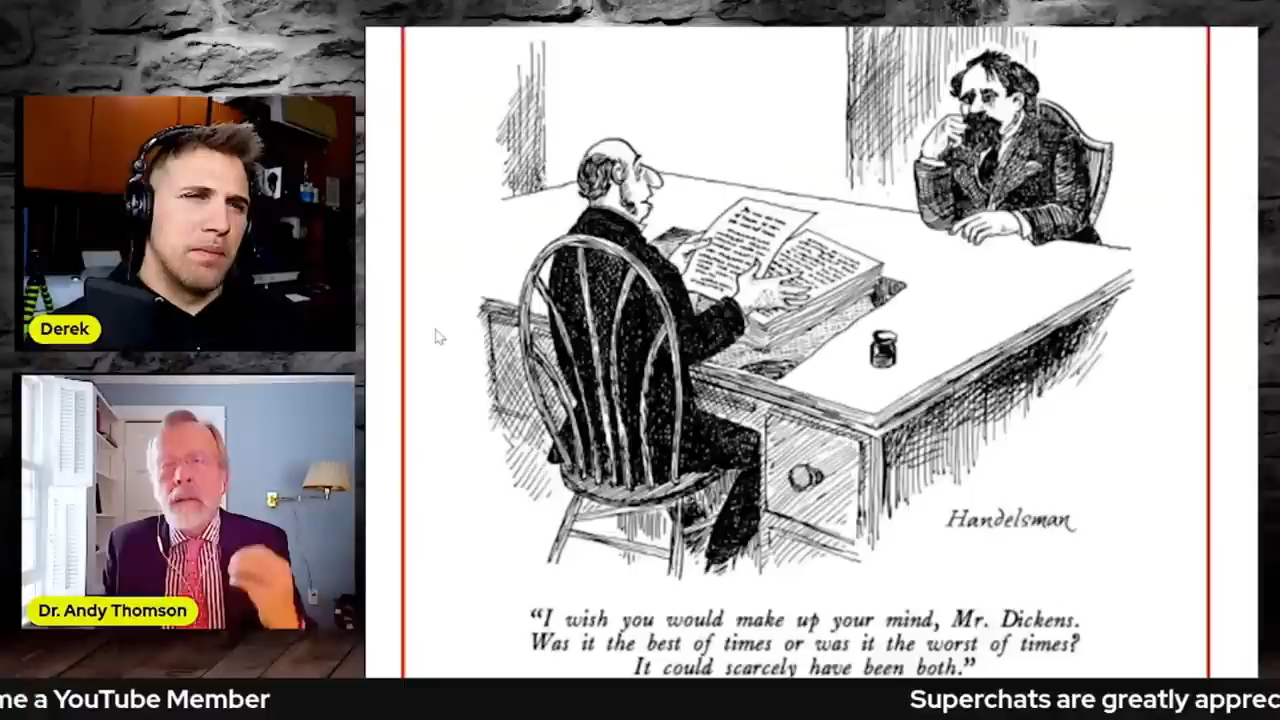 Derek
Dr. Andy Thomson
Handelsman
“I wish you would make up your mind, Mr. Dickens.
Was it the best of times or was it the worst of times?
It could scarcely have been both.”
me a YouTube Member
Superchats are greatly apprec